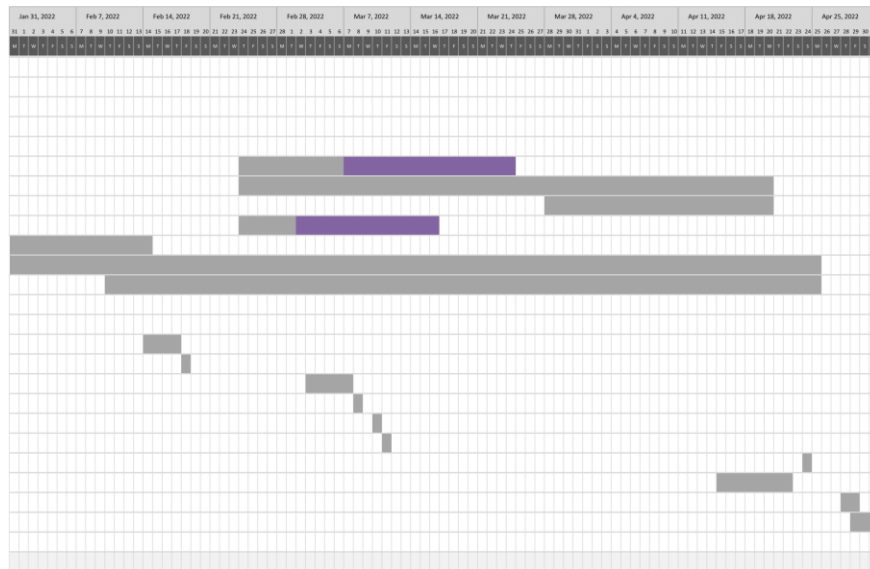 Jan 31, 2022 Feb 7, 2022 Feb 14, 2022 Feb 21, 2022 Feb 28, 2022 Mar 7, 2022 Mar 14, 2022 Mar 21, 2022 Mar 28, 2022 Apr 4, 2022 Apr 11, 2022 Apr 18, 2022 Apr 25, 2022
31 1 2 3 4 5 6 7 8 9 10 11 12 13 14 15 16 17 18 19 20 21 22 23 24 25 26 27 28 1 2 3 4 5 6 7 8 9 10 11 12 13 14 15 16 17 18 19 20 21 22 23 24 25 26 27 28 29 30 31 1 2 3 4 5 6 7 8 9 10 11 12 13 14 15 16 17 18 19 20 21 22 23 24 25 26 27 28 29 30
M T W T F S S M T W T F S S M T W T F S S M T W T F S S M T W T F S S M T W T F S S M T W T F S S M T W T F S S M T W T F S S M T W T F S S M T W T F S S M T W T F S S M T W T F S